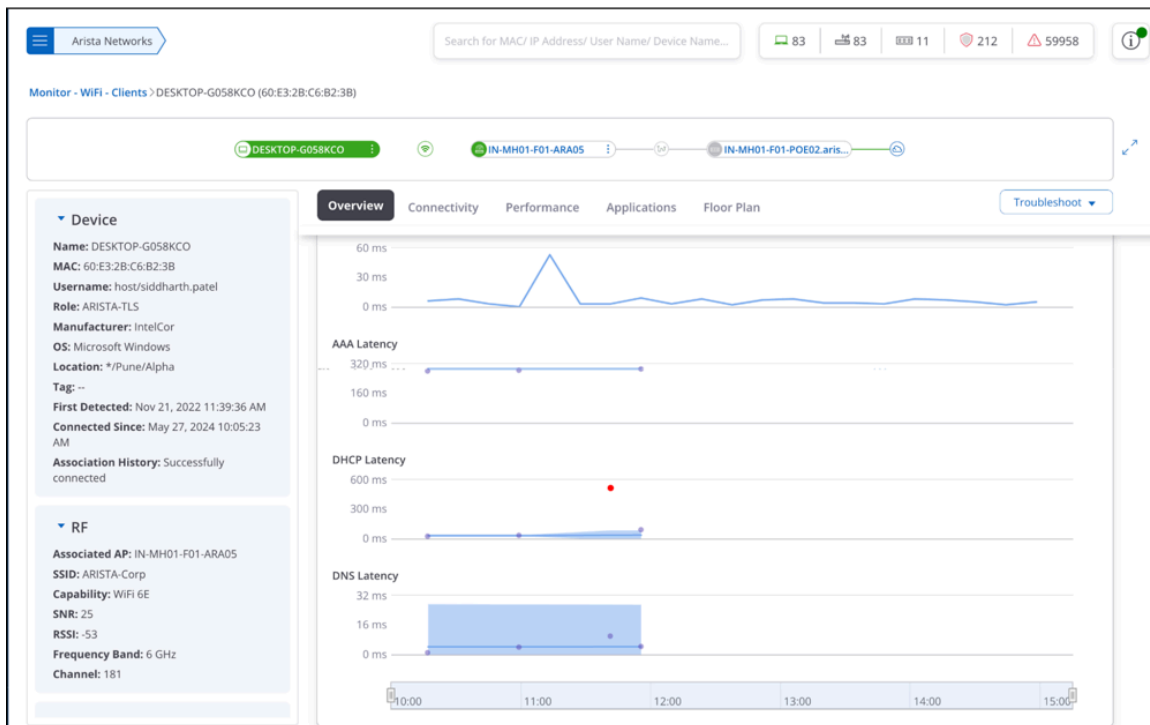 Arista Networks
Search for MAC/ IP Address/ User Name/ Device Name...
83
83
11
212
59958
Monitor - WiFi - Clients > DESKTOP-G058KCO (60:E3:2B:C6:B2:3B)
DESKTOP-G058KCO
IN-MH01-F01-ARA05
IN-MH01-F01-POE02.aris...
Device
Name: DESKTOP-G058KCO
MAC: 60:E3:2B:C6:B2:3B
Username: host/siddharth.patel
Role: ARISTA-TLS
Manufacturer: IntelCor
OS: Microsoft Windows
Location: */Pune/Alpha
Tag: --
First Detected: Nov 21, 2022 11:39:36 AM
Connected Since: May 27, 2024 10:05:23
AM
Association History: Successfully
connected
RF
Associated AP: IN-MH01-F01-ARA05
SSID: ARISTA-Corp
Capability: WiFi 6E
SNR: 25
RSSI: -53
Frequency Band: 6 GHz
Channel: 181
Overview
Connectivity
Performance
Applications
Floor Plan
Troubleshoot
60 ms
30 ms
0 ms
AAA Latency
320 ms
160 ms
0 ms
DHCP Latency
600 ms
300 ms
0 ms
DNS Latency
32 ms
16 ms
0 ms
10:00
11:00
12:00
13:00
14:00
15:00